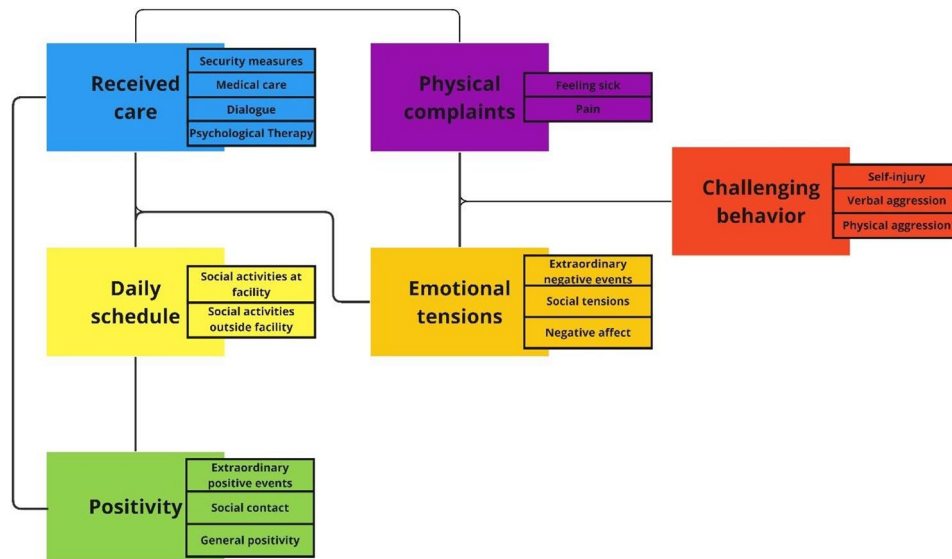 Received
care
Security measures
Medical care
Dialogue
Psychological Therapy
Physical
complaints
Feeling sick
Pain
Challenging
behavior
Self-injury
Verbal aggression
Physical aggression
Daily
schedule
Social activities at
facility
Social activities
outside facility
Emotional
tensions
Extraordinary
negative events
Social tensions
Negative affect
Positivity
Extraordinary
positive events
Social contact
General positivity